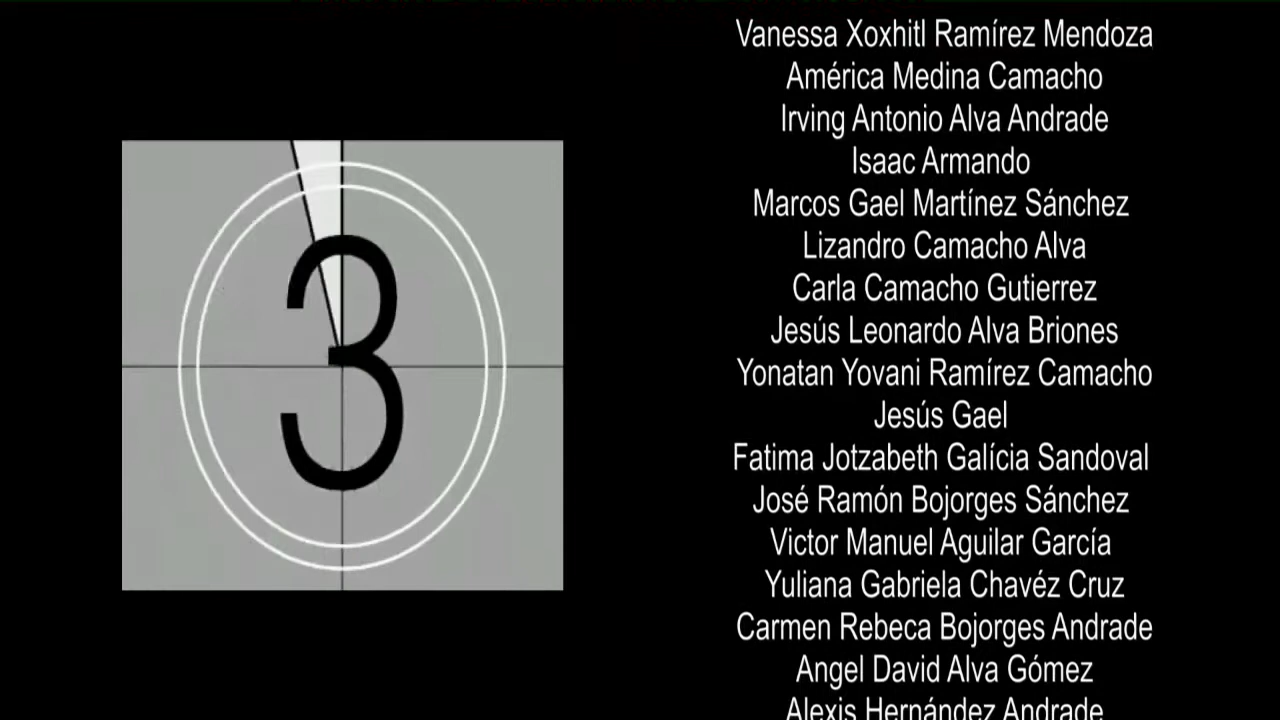 3
Vanessa Xoxhitl Ramírez Mendoza
América Medina Camacho
Irving Antonio Alva Andrade
Isaac Armando
Marcos Gael Martínez Sánchez
Lizandro Camacho Alva
Carla Camacho Gutierrez
Jesús Leonardo Alva Briones
Yonatan Yovani Ramírez Camacho
Jesús Gael
Fatima Jotzabeth Galícia Sandoval
José Ramón Bojorges Sánchez
Victor Manuel Aguilar García
Yuliana Gabriela Chavéz Cruz
Carmen Rebeca Bojorges Andrade
Angel David Alva Gómez
Alexis Hernández Andrade